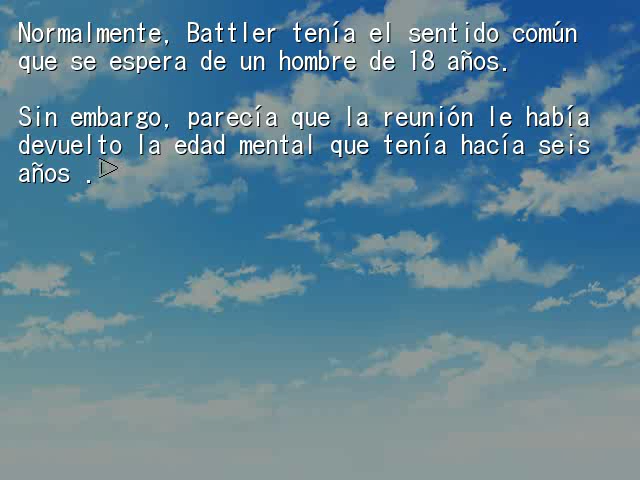 Normalmente, Battler tenía el sentido común
que se espera de un hombre de 18 años.
Sin embargo, parecía que la reunión le había
devuelto la edad mental que tenía hacía seis
años .